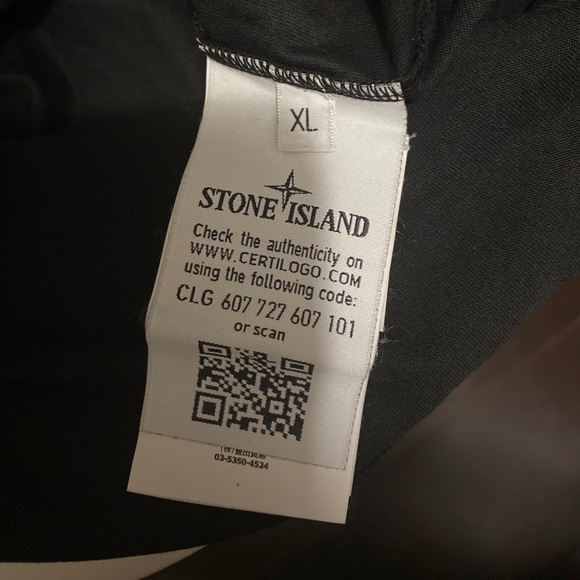 XL
STONE ISLAND
Check the authenticity on
WWW.CERTILOGO.COM
using the following code:
CLG 607 727 607 101
or scan
03-5350-4524